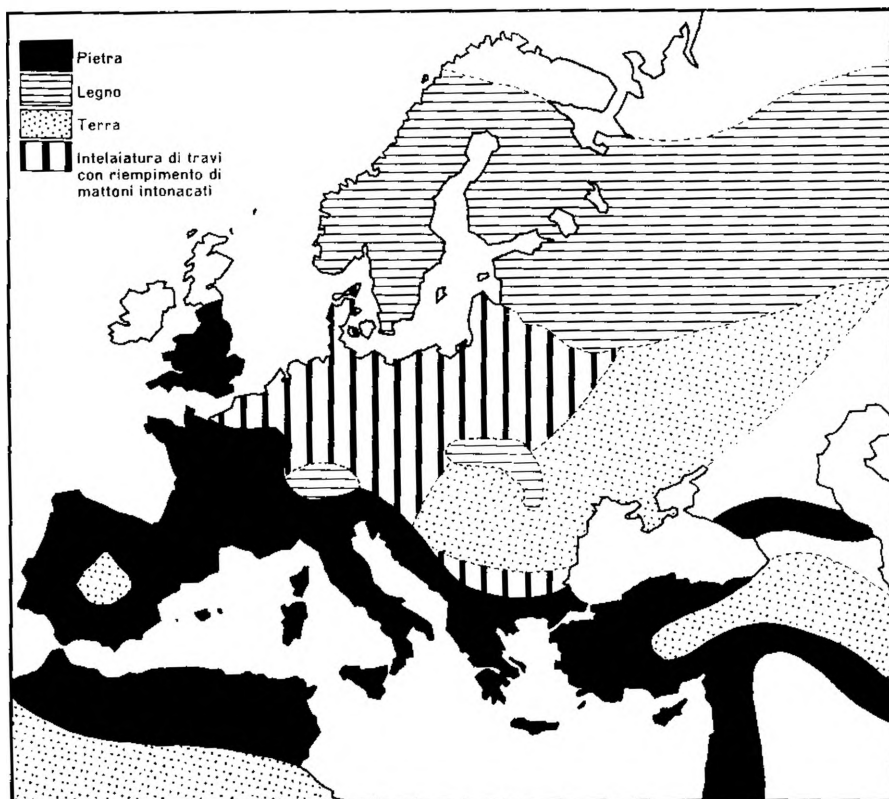 Pietra
Legno
Terra
Intelaiatura di travi
con riempimento di
mattoni intonacati